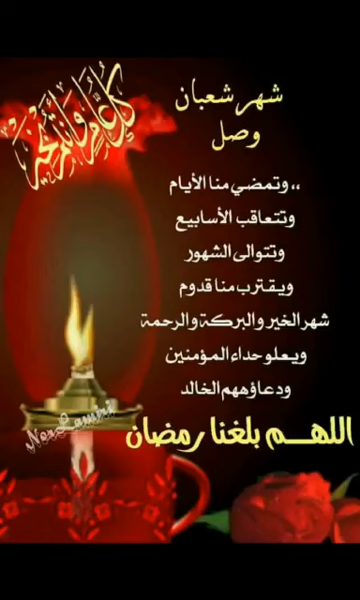 كل عام وأنتم بخير
شهر شعبان
وصل
،، وتمضي منا الأيام
وتتعاقب الأسابيع
وتتوالى الشهور
ويقترب منا قدوم
شهر الخير والبركة والرحمة
ويعلو حداء المؤمنين
ودعاؤهم الخالد
اللهم بلغنا رمضان